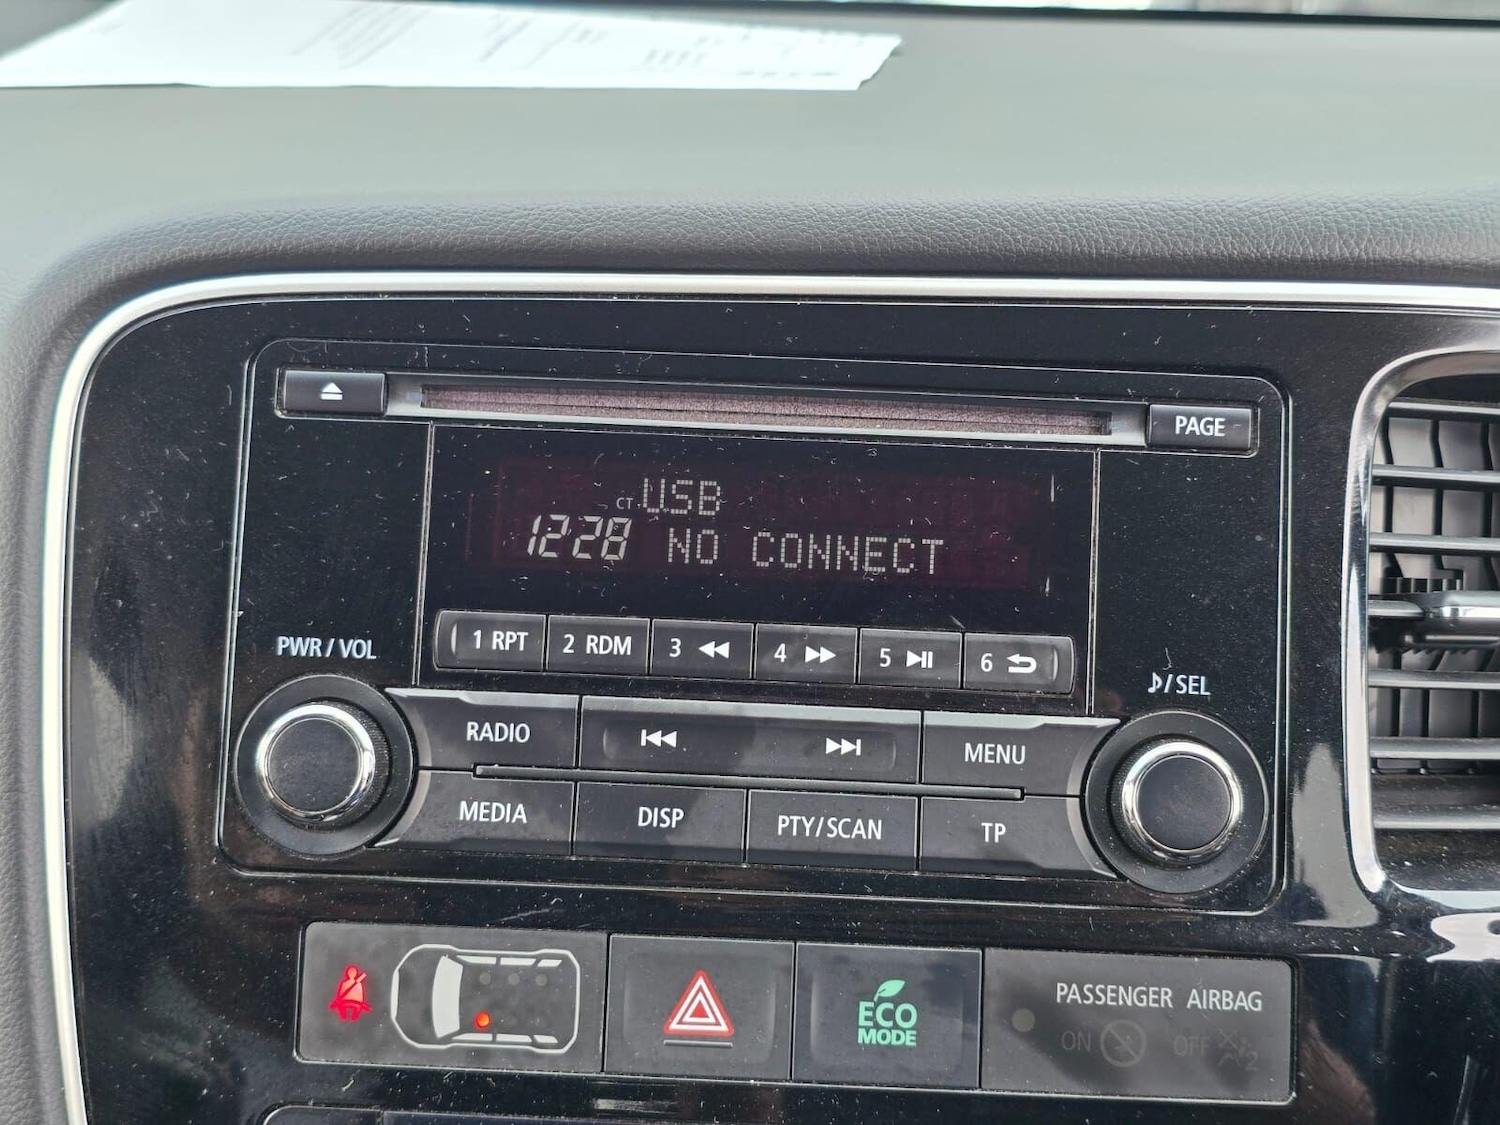 PAGE
CT USB
12:28 NO CONNECT
PWR/VOL
1 RPT 2 RDM 3 4 5 6
♪/SEL
RADIO MENU
MEDIA DISP PTY/SCAN TP
ECO
MODE
PASSENGER AIRBAG
ON OFF 2